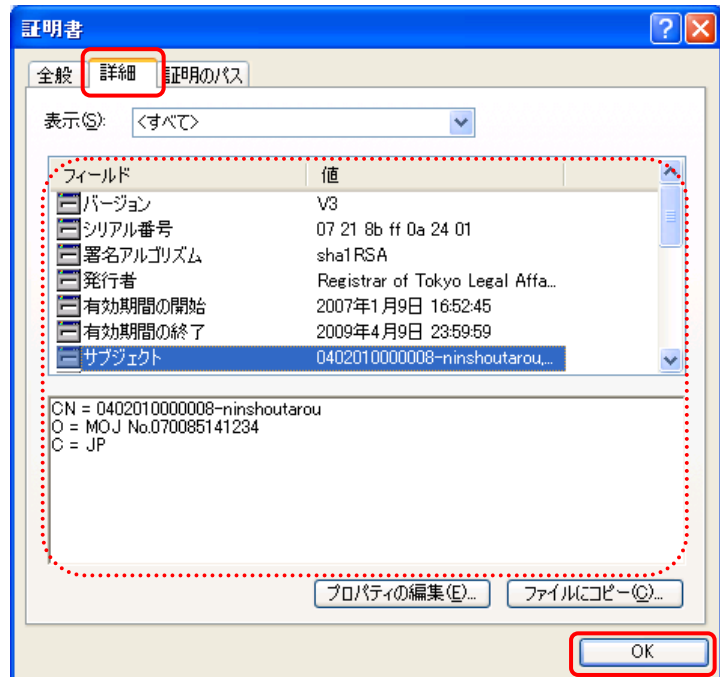 証明書
全般 詳細 証明のパス
表示(S): <すべて>
フィールド 値
バージョン V3
シリアル番号 07 21 8b ff 0a 24 01
署名アルゴリズム sha1RSA
発行者 Registrar of Tokyo Legal Affa...
有効期間の開始 2007年1月9日 16:52:45
有効期間の終了 2009年4月9日 23:59:59
サブジェクト 0402010000008-ninshoutarou,...
CN = 0402010000008-ninshoutarou
O = MOJ No.070085141234
C = JP
プロパティの編集(E)... ファイルにコピー(C)...
OK